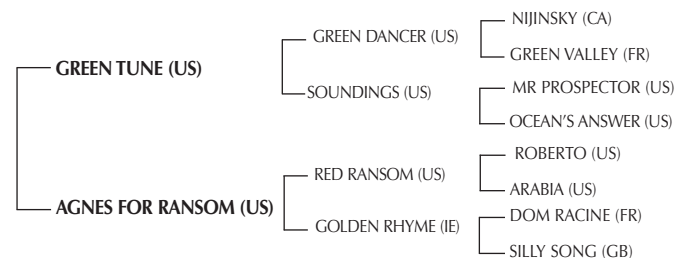 NIJINSKY (CA)
GREEN DANCER (US)
GREEN VALLEY (FR)
GREEN TUNE (US)
MR PROSPECTOR (US)
SOUNDINGS (US)
OCEAN'S ANSWER (US)
ROBERTO (US)
RED RANSOM (US)
ARABIA (US)
AGNES FOR RANSOM (US)
DOM RACINE (FR)
GOLDEN RHYME (IE)
SILLY SONG (GB)